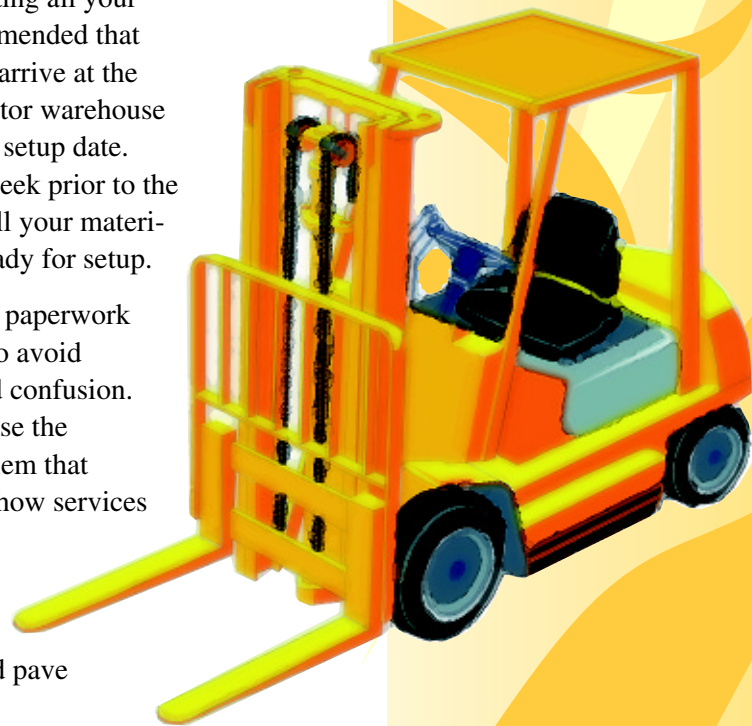 ing all your
mended that
arrive at the
tor warehouse
setup date.
eek prior to the
ll your materi-
ady for setup.
paperwork
o avoid
d confusion.
se the
em that
how services
d pave